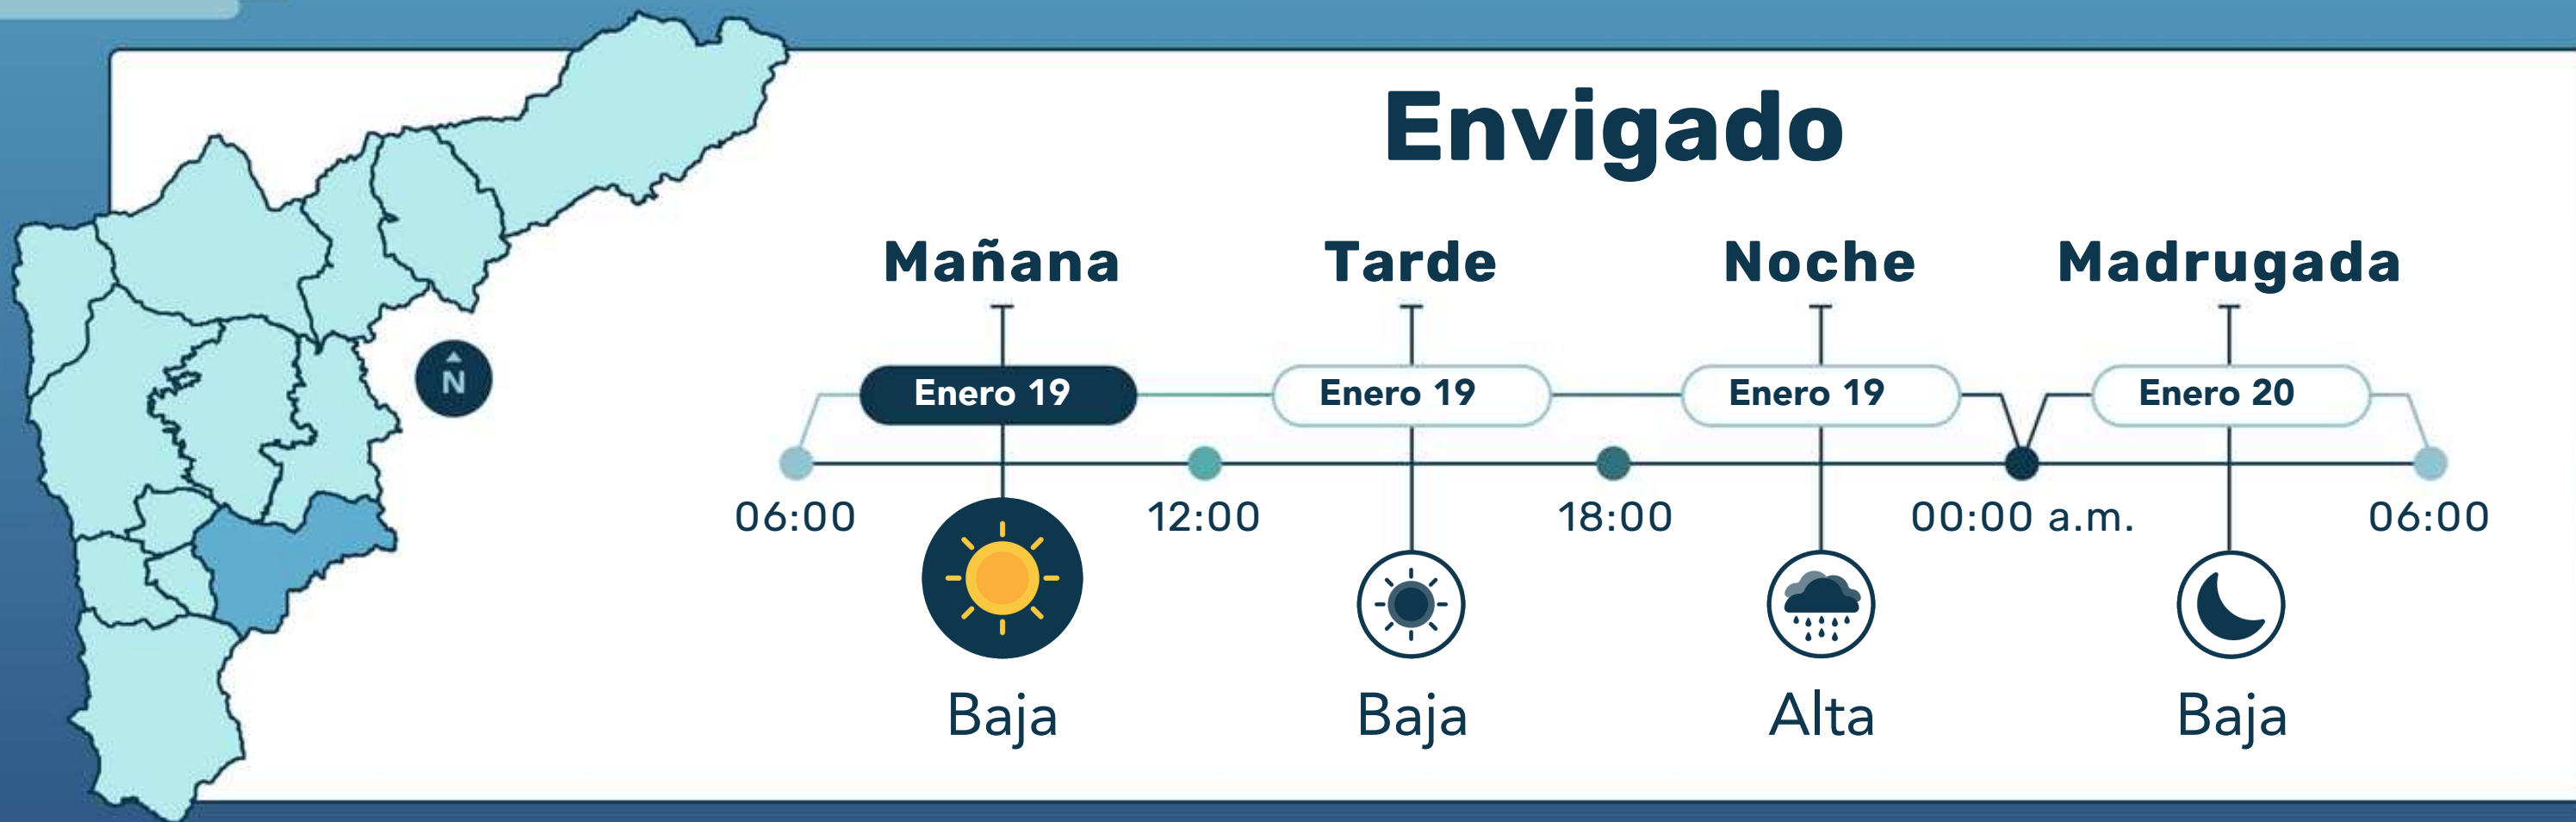 Envigado
Mañana Tarde Noche Madrugada
N
Enero 19 Enero 19 Enero 19 Enero 20
06:00 12:00 18:00 00:00 a.m. 06:00
Baja Baja Alta Baja